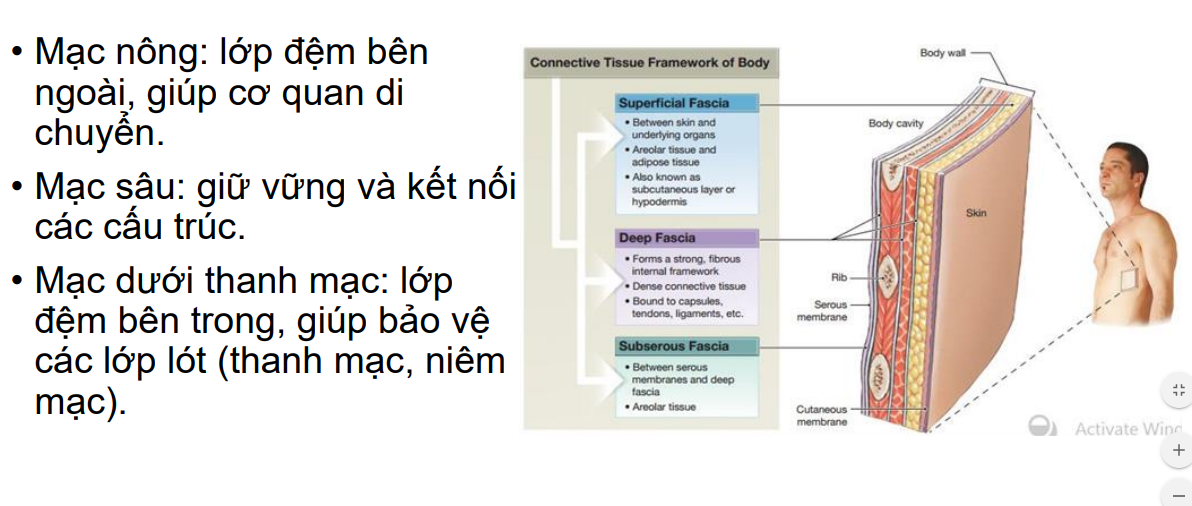 • Mạc nông: lớp đệm bên
ngoài, giúp cơ quan di
chuyển.
• Mạc sâu: giữ vững và kết nối
các cấu trúc.
• Mạc dưới thanh mạc: lớp
đệm bên trong, giúp bảo vệ
các lớp lót (thanh mạc, niêm
mạc).
Connective Tissue Framework of Body
Superficial Fascia
• Between skin and
underlying organs
• Areolar tissue and
adipose tissue
• Also known as
subcutaneous layer or
hypodermis
Deep Fascia
• Forms a strong, fibrous
internal framework
• Dense connective tissue
• Bound to capsules,
tendons, ligaments, etc.
Subserous Fascia
• Between serous
membranes and deep
fascia
• Areolar tissue
Body wall
Body cavity
Skin
Rib
Serous
membrane
Cutaneous
membrane
Activate